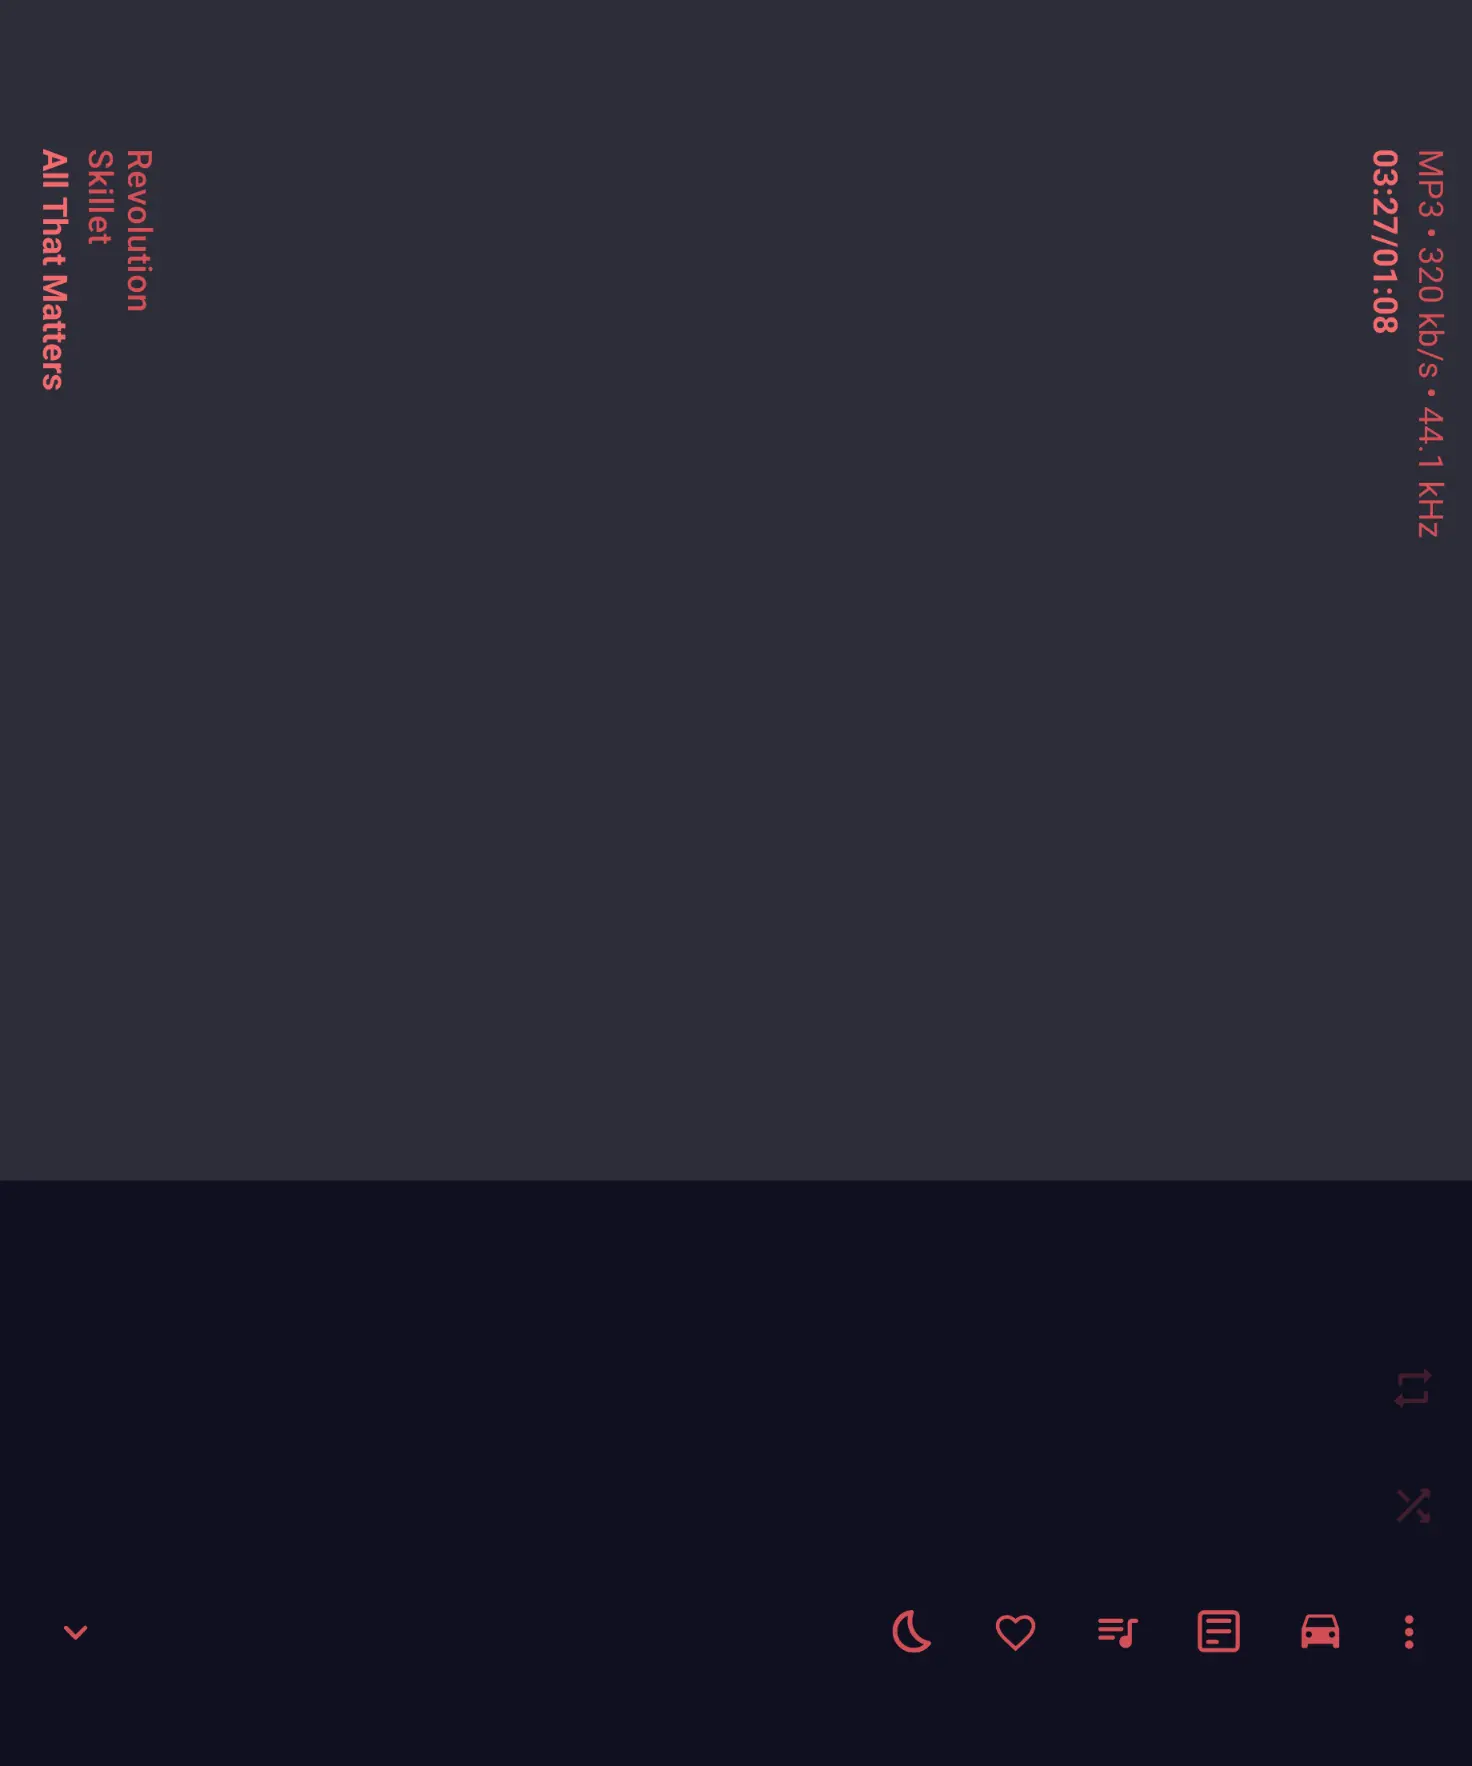 MP3 • 320 kb/s • 44.1 kHz
03:27/01:08
Revolution
Skillet
All That Matters